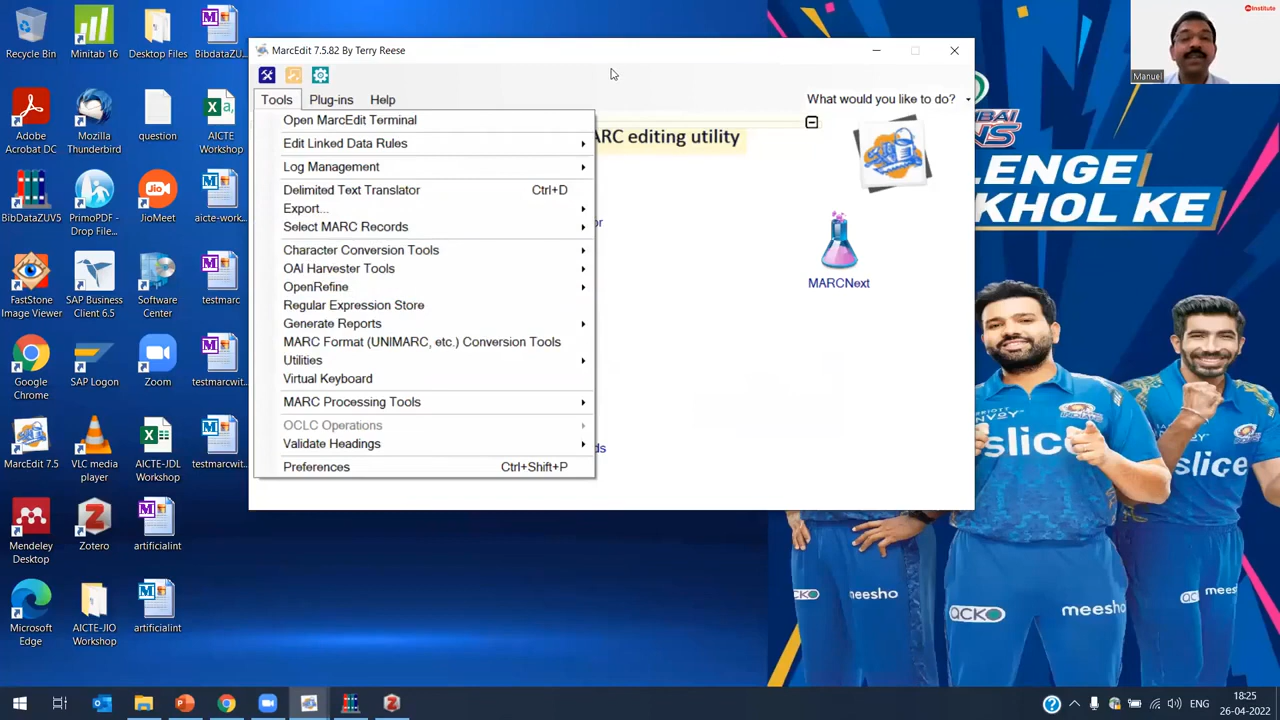 Recycle Bin
Minitab 16
Desktop Files
BibdataZU...
Adobe
Acrobat DC
Mozilla
Thunderbird
question
AICTE
Workshop
BibDataZUV5
PrimoPDF -
Drop File...
JioMeet
aicte-work...
FastStone
Image Viewer
SAP Business
Client 6.5
Software
Center
testmarc
Google
Chrome
SAP Logon
Zoom
testmarcwit...
MarcEdit 7.5
VLC media
player
AICTE-JDL
Workshop
testmarcwit...
Mendeley
Desktop
Zotero
artificialint
Microsoft
Edge
AICTE-JIO
Workshop
artificialint
MarcEdit 7.5.82 By Terry Reese
Tools
Plug-ins
Help
What would you like to do?
Open MarcEdit Terminal
Edit Linked Data Rules
Log Management
Delimited Text Translator Ctrl+D
Export...
Select MARC Records
Character Conversion Tools
OAI Harvester Tools
OpenRefine
Regular Expression Store
Generate Reports
MARC Format (UNIMARC, etc.) Conversion Tools
Utilities
Virtual Keyboard
MARC Processing Tools
OCLC Operations
Validate Headings
Preferences Ctrl+Shift+P
ARC editing utility
or
ds
MARCNext
Institute
Manuel
LENGE
KHOL KE
slice
slice
meesho
QCKO
meesho
meesho
ENG
18:25
26-04-2022